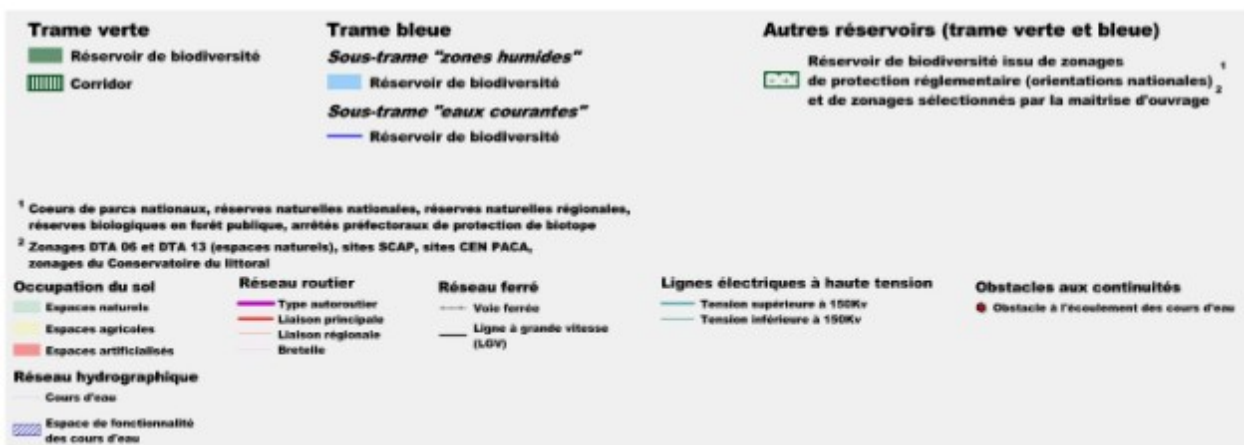 Trame verte
Réservoir de biodiversité
Corridor
Trame bleue
Sous-trame "zones humides"
Réservoir de biodiversité
Sous-trame "eaux courantes"
Réservoir de biodiversité
Autres réservoirs (trame verte et bleue)
Réservoir de biodiversité issu de zonages
de protection réglementaire (orientations nationales) 1
et de zonages sélectionnés par la maîtrise d'ouvrage 2
1 Coeurs de parcs nationaux, réserves naturelles nationales, réserves naturelles régionales,
réserves biologiques en forêt publique, arrêtés préfectoraux de protection de biotope
2 Zonages DTA 06 et DTA 13 (espaces naturels), sites SCAP, sites CEN PACA,
zonages du Conservatoire du littoral
Occupation du sol
Espaces naturels
Espaces agricoles
Espaces artificialisés
Réseau hydrographique
Cours d'eau
Espace de fonctionnalité
des cours d'eau
Réseau routier
Type autoroutier
Liaison principale
Liaison régionale
Bretelle
Réseau ferré
Voie ferrée
Ligne à grande vitesse
(LGV)
Lignes électriques à haute tension
Tension supérieure à 150Kv
Tension inférieure à 150Kv
Obstacles aux continuités
Obstacle à l'écoulement des cours d'eau